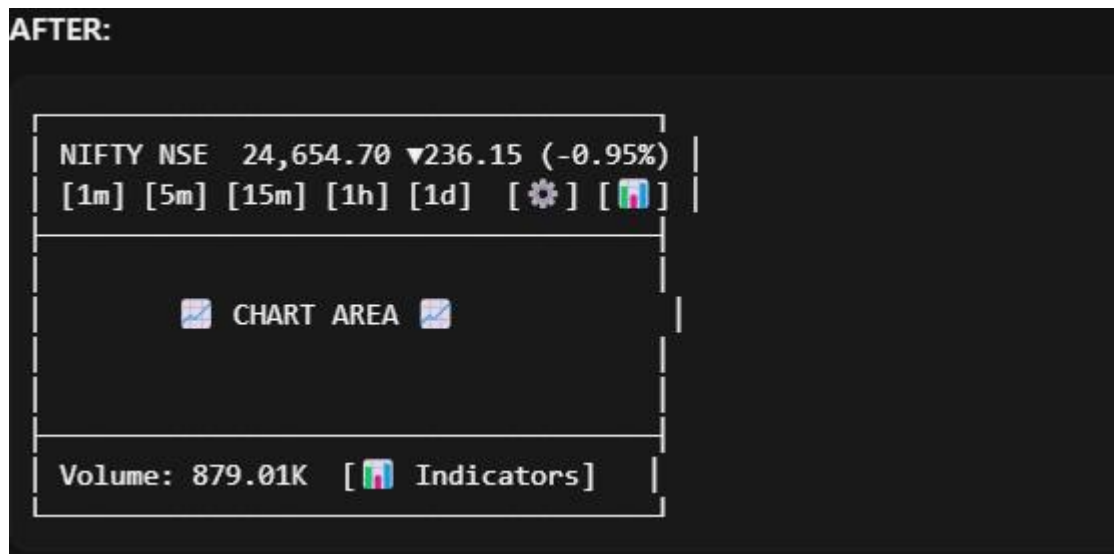 AFTER:
NIFTY NSE 24,654.70 ▼236.15 (-0.95%)
[1m] [5m] [15m] [1h] [1d] [⚙] [📊]
📈 CHART AREA 📈
Volume: 879.01K [📊 Indicators]